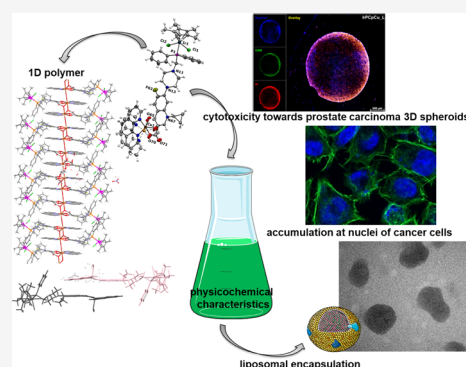 1D polymer
Overlay
hPCpCu_L
cytotoxicity towards prostate carcinoma 3D spheroids
accumulation at nuclei of cancer cells
physicochemical
characteristics
liposomal encapsulation